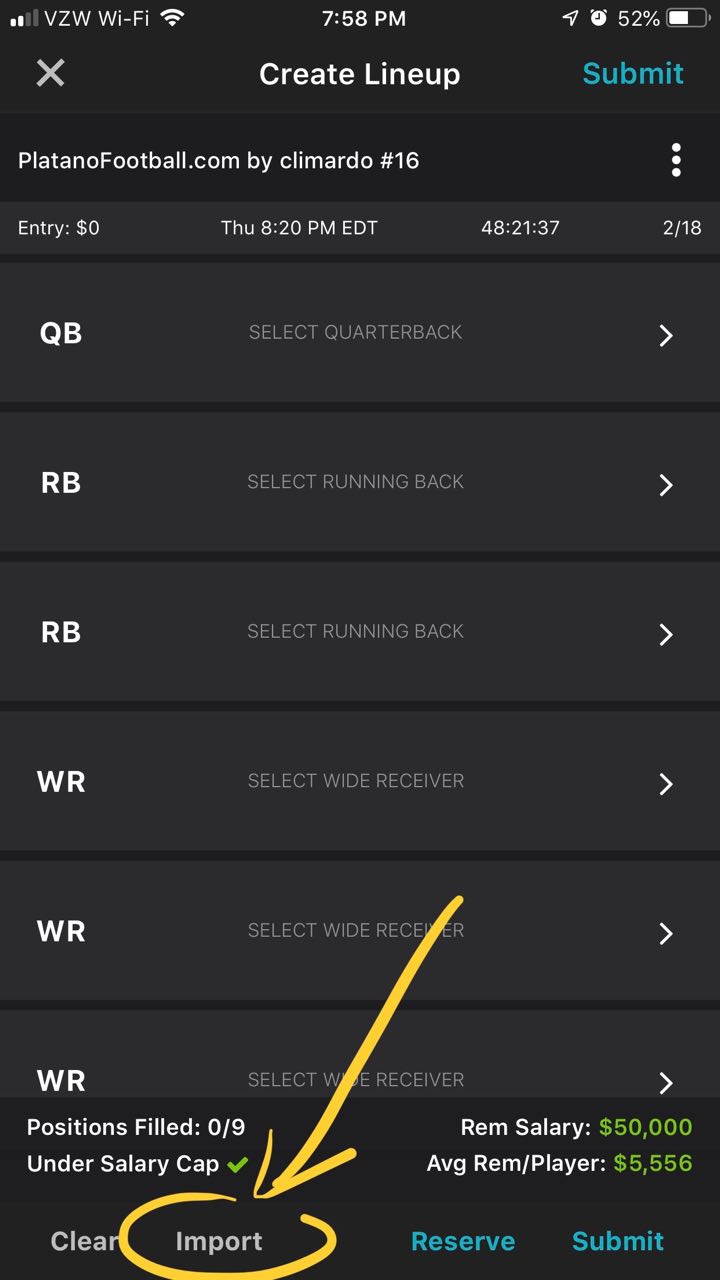 VZW Wi-Fi 7:58 PM 52%
Create Lineup Submit
PlatanoFootball.com by climardo #16
Entry: $0 Thu 8:20 PM EDT 48:21:37 2/18
QB SELECT QUARTERBACK
RB SELECT RUNNING BACK
RB SELECT RUNNING BACK
WR SELECT WIDE RECEIVER
WR SELECT WIDE RECEIVER
WR SELECT WIDE RECEIVER
Positions Filled: 0/9 Rem Salary: $50,000
Under Salary Cap Avg Rem/Player: $5,556
Clear Import Reserve Submit